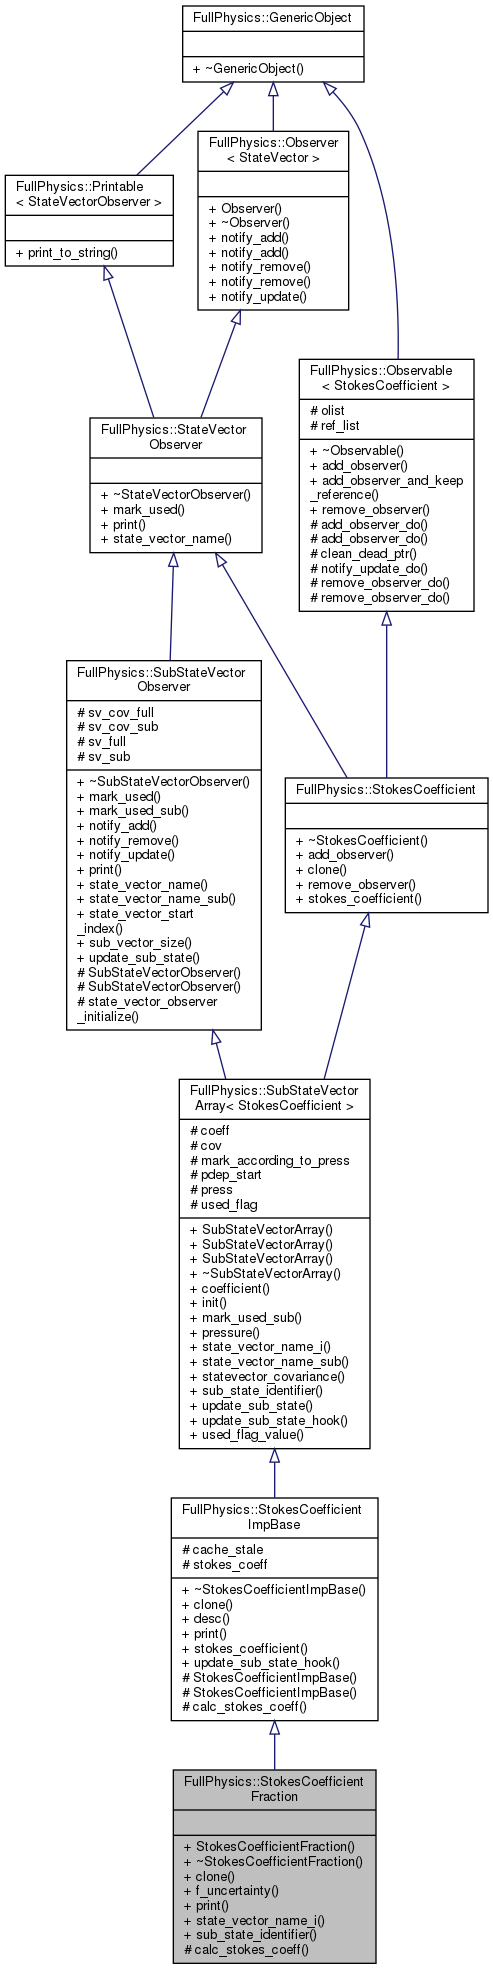 FullPhysics::GenericObject
+ ~GenericObject()
FullPhysics::Observer
< StateVector >
+ Observer()
+ ~Observer()
+ notify_add()
+ notify_add()
+ notify_remove()
+ notify_remove()
+ notify_update()
FullPhysics::Printable
< StateVectorObserver >
+ print_to_string()
FullPhysics::Observable
< StokesCoefficient >
# olist
# ref_list
+ ~Observable()
+ add_observer()
+ add_observer_and_keep
_reference()
+ remove_observer()
# add_observer_do()
# add_observer_do()
# clean_dead_ptr()
# notify_update_do()
# remove_observer_do()
# remove_observer_do()
FullPhysics::StateVector
Observer
+ ~StateVectorObserver()
+ mark_used()
+ print()
+ state_vector_name()
FullPhysics::SubStateVector
Observer
# sv_cov_full
# sv_cov_sub
# sv_full
# sv_sub
+ ~SubStateVectorObserver()
+ mark_used()
+ mark_used_sub()
+ notify_add()
+ notify_remove()
+ notify_update()
+ print()
+ state_vector_name()
+ state_vector_name_sub()
+ state_vector_start
_index()
+ sub_vector_size()
+ update_sub_state()
# SubStateVectorObserver()
# SubStateVectorObserver()
# state_vector_observer
_initialize()
FullPhysics::StokesCoefficient
+ ~StokesCoefficient()
+ add_observer()
+ clone()
+ remove_observer()
+ stokes_coefficient()
FullPhysics::SubStateVector
Array< StokesCoefficient >
# coeff
# cov
# mark_according_to_press
# pdep_start
# press
# used_flag
+ SubStateVectorArray()
+ SubStateVectorArray()
+ SubStateVectorArray()
+ ~SubStateVectorArray()
+ coefficient()
+ init()
+ mark_used_sub()
+ pressure()
+ state_vector_name_i()
+ state_vector_name_sub()
+ statevector_covariance()
+ sub_state_identifier()
+ update_sub_state()
+ update_sub_state_hook()
+ used_flag_value()
FullPhysics::StokesCoefficient
ImpBase
# cache_stale
# stokes_coeff
+ ~StokesCoefficientImpBase()
+ clone()
+ desc()
+ print()
+ stokes_coefficient()
+ update_sub_state_hook()
# StokesCoefficientImpBase()
# StokesCoefficientImpBase()
# calc_stokes_coeff()
FullPhysics::StokesCoefficient
Fraction
+ StokesCoefficientFraction()
+ ~StokesCoefficientFraction()
+ clone()
+ f_uncertainty()
+ print()
+ state_vector_name_i()
+ sub_state_identifier()
# calc_stokes_coeff()